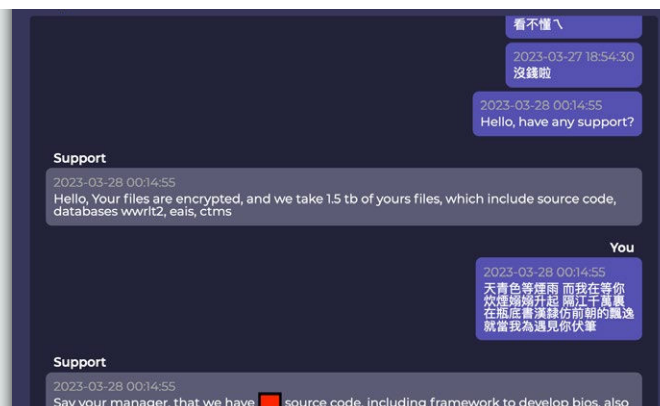 看不懂ㄟ
2023-03-27 18:54:30
沒錢啦
2023-03-28 00:14:55
Hello, have any support?
Support
2023-03-28 00:14:55
Hello, Your files are encrypted, and we take 1.5 tb of yours files, which include source code,
databases wwrlt2, eais, ctms
You
2023-03-28 00:14:55
天青色等煙雨 而我在等你
炊煙嫋嫋升起 隔江千萬裏
在瓶底書漢隸仿前朝的飄逸
就當我為遇見你伏筆
Support
2023-03-28 00:14:55
Say your manager, that we have source code, including framework to develop bios, also